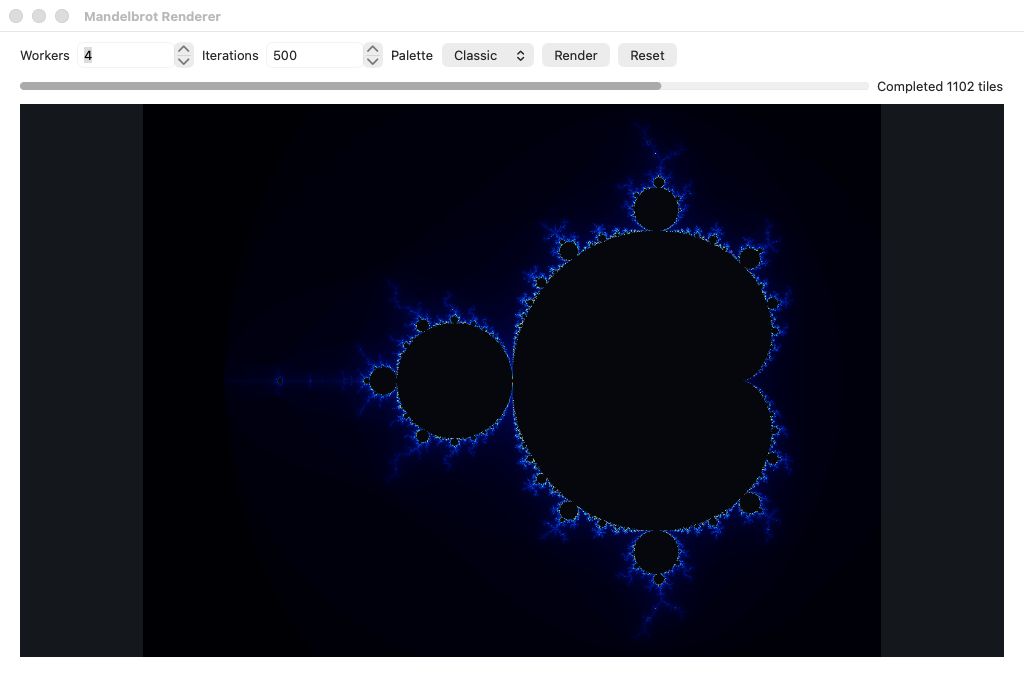 Mandelbrot Renderer
Workers 4 Iterations 500 Palette Classic Render Reset
Completed 1102 tiles